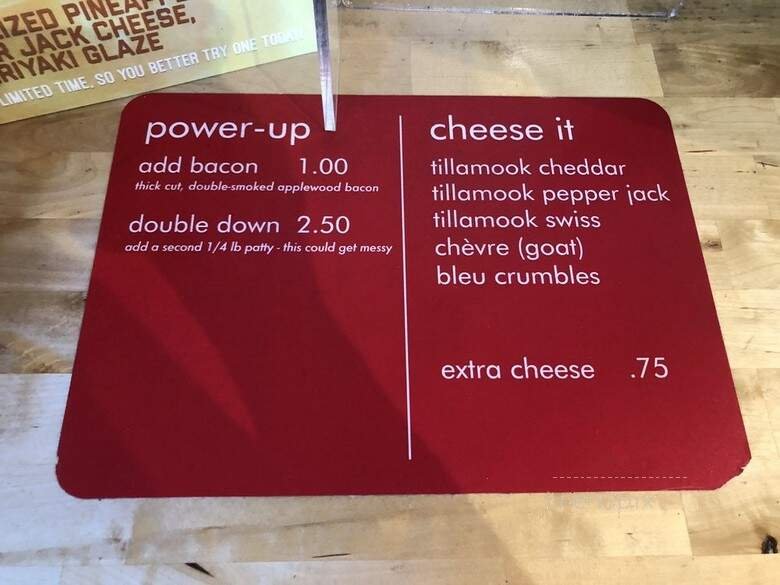 IZED PINEAPPL
R JACK CHEESE,
RIYAKI GLAZE
LIMITED TIME. SO YOU BETTER TRY ONE TODAY
power-up
add bacon 1.00
thick cut, double-smoked applewood bacon
double down 2.50
add a second 1/4 lb patty - this could get messy
cheese it
tillamook cheddar
tillamook pepper jack
tillamook swiss
chèvre (goat)
bleu crumbles
extra cheese .75